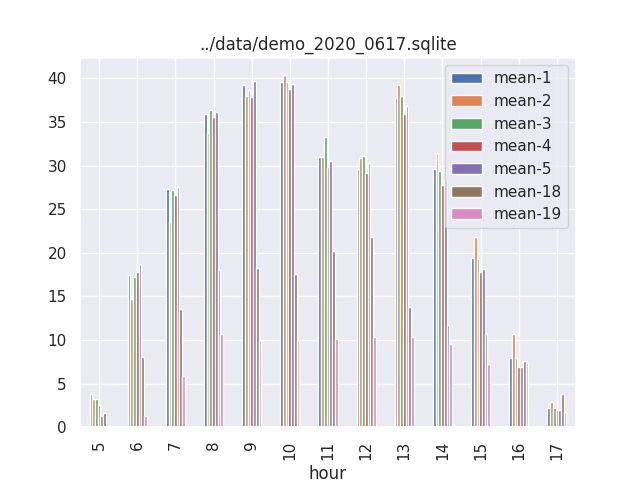 ../data/demo_2020_0617.sqlite
mean-1
mean-2
mean-3
mean-4
mean-5
mean-18
mean-19
40
35
30
25
20
15
10
5
0
5 6 7 8 9 10 11 12 13 14 15 16 17
hour